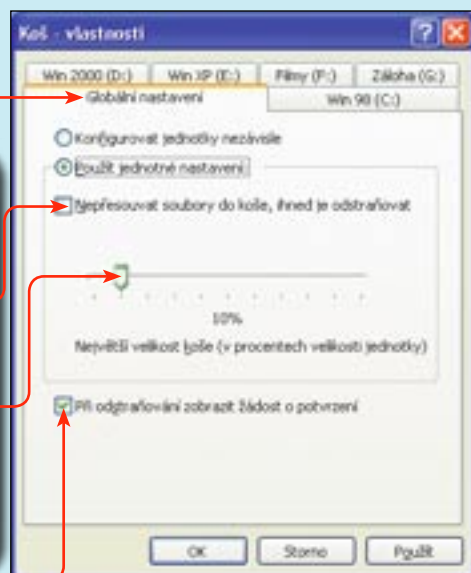 Koš - vlastnosti
Win 2000 (D:) Win XP (E:) Filmy (F:) Záloha (G:)
Globální nastavení Win 98 (C:)
Konfigurovat jednotky nezávisle
Použít jednotné nastavení
Nepřesouvat soubory do koše, ihned je odstraňovat
10%
Největší velikost koše (v procentech velikosti jednotky)
Při odstraňování zobrazit žádost o potvrzení
OK Storno Použít